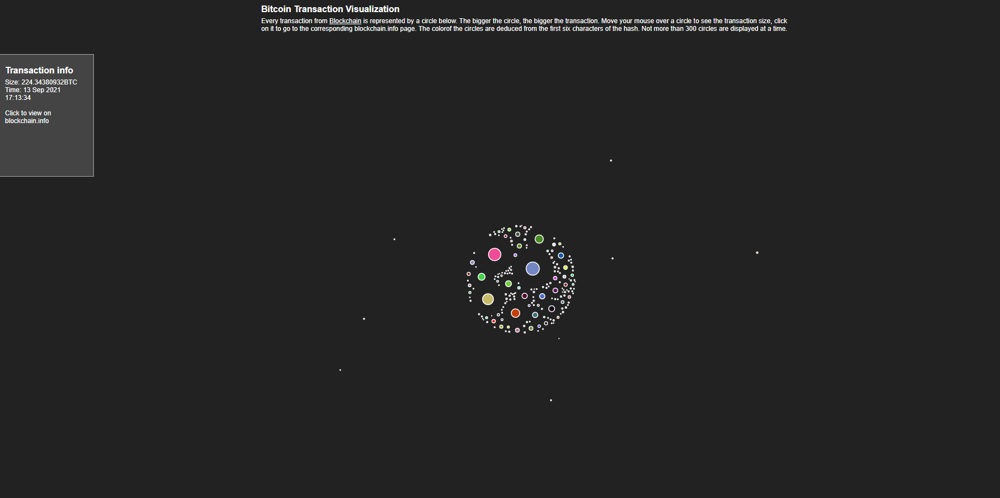 Bitcoin Transaction Visualization
Every transaction from Blockchain is represented by a circle below. The bigger the circle, the bigger the transaction. Move your mouse over a circle to see the transaction size, click
on it to go to the corresponding blockchain.info page. The colorof the circles are deduced from the first six characters of the hash. Not more than 300 circles are displayed at a time.
Transaction info
Size: 224.34380932BTC
Time: 13 Sep 2021
17:13:34
Click to view on
blockchain.info